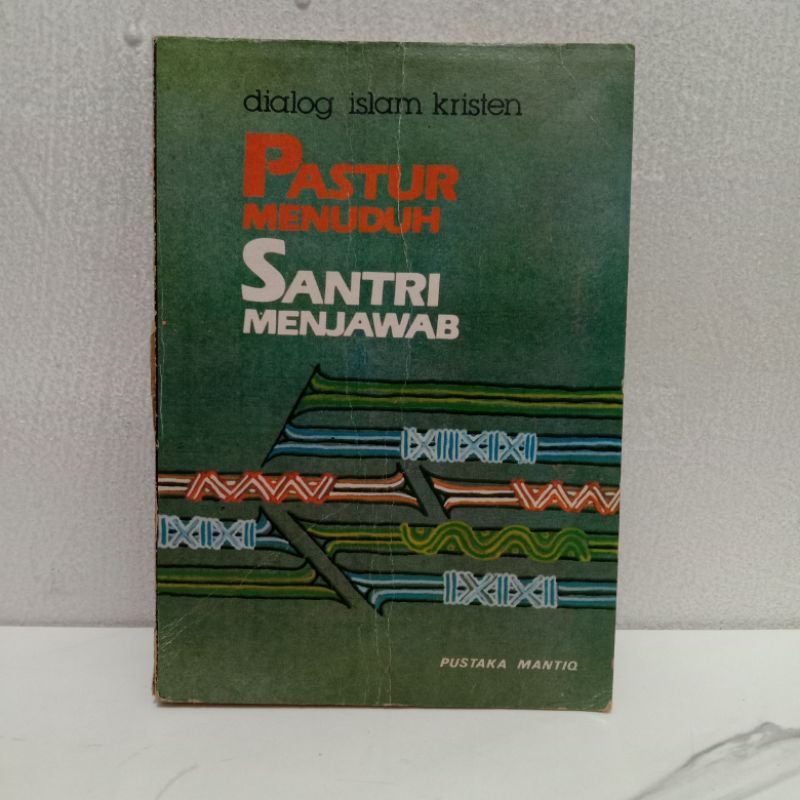 dialog islam kristen
PASTUR
MENUDUH
SANTRI
MENJAWAB
PUSTAKA MANTIQ